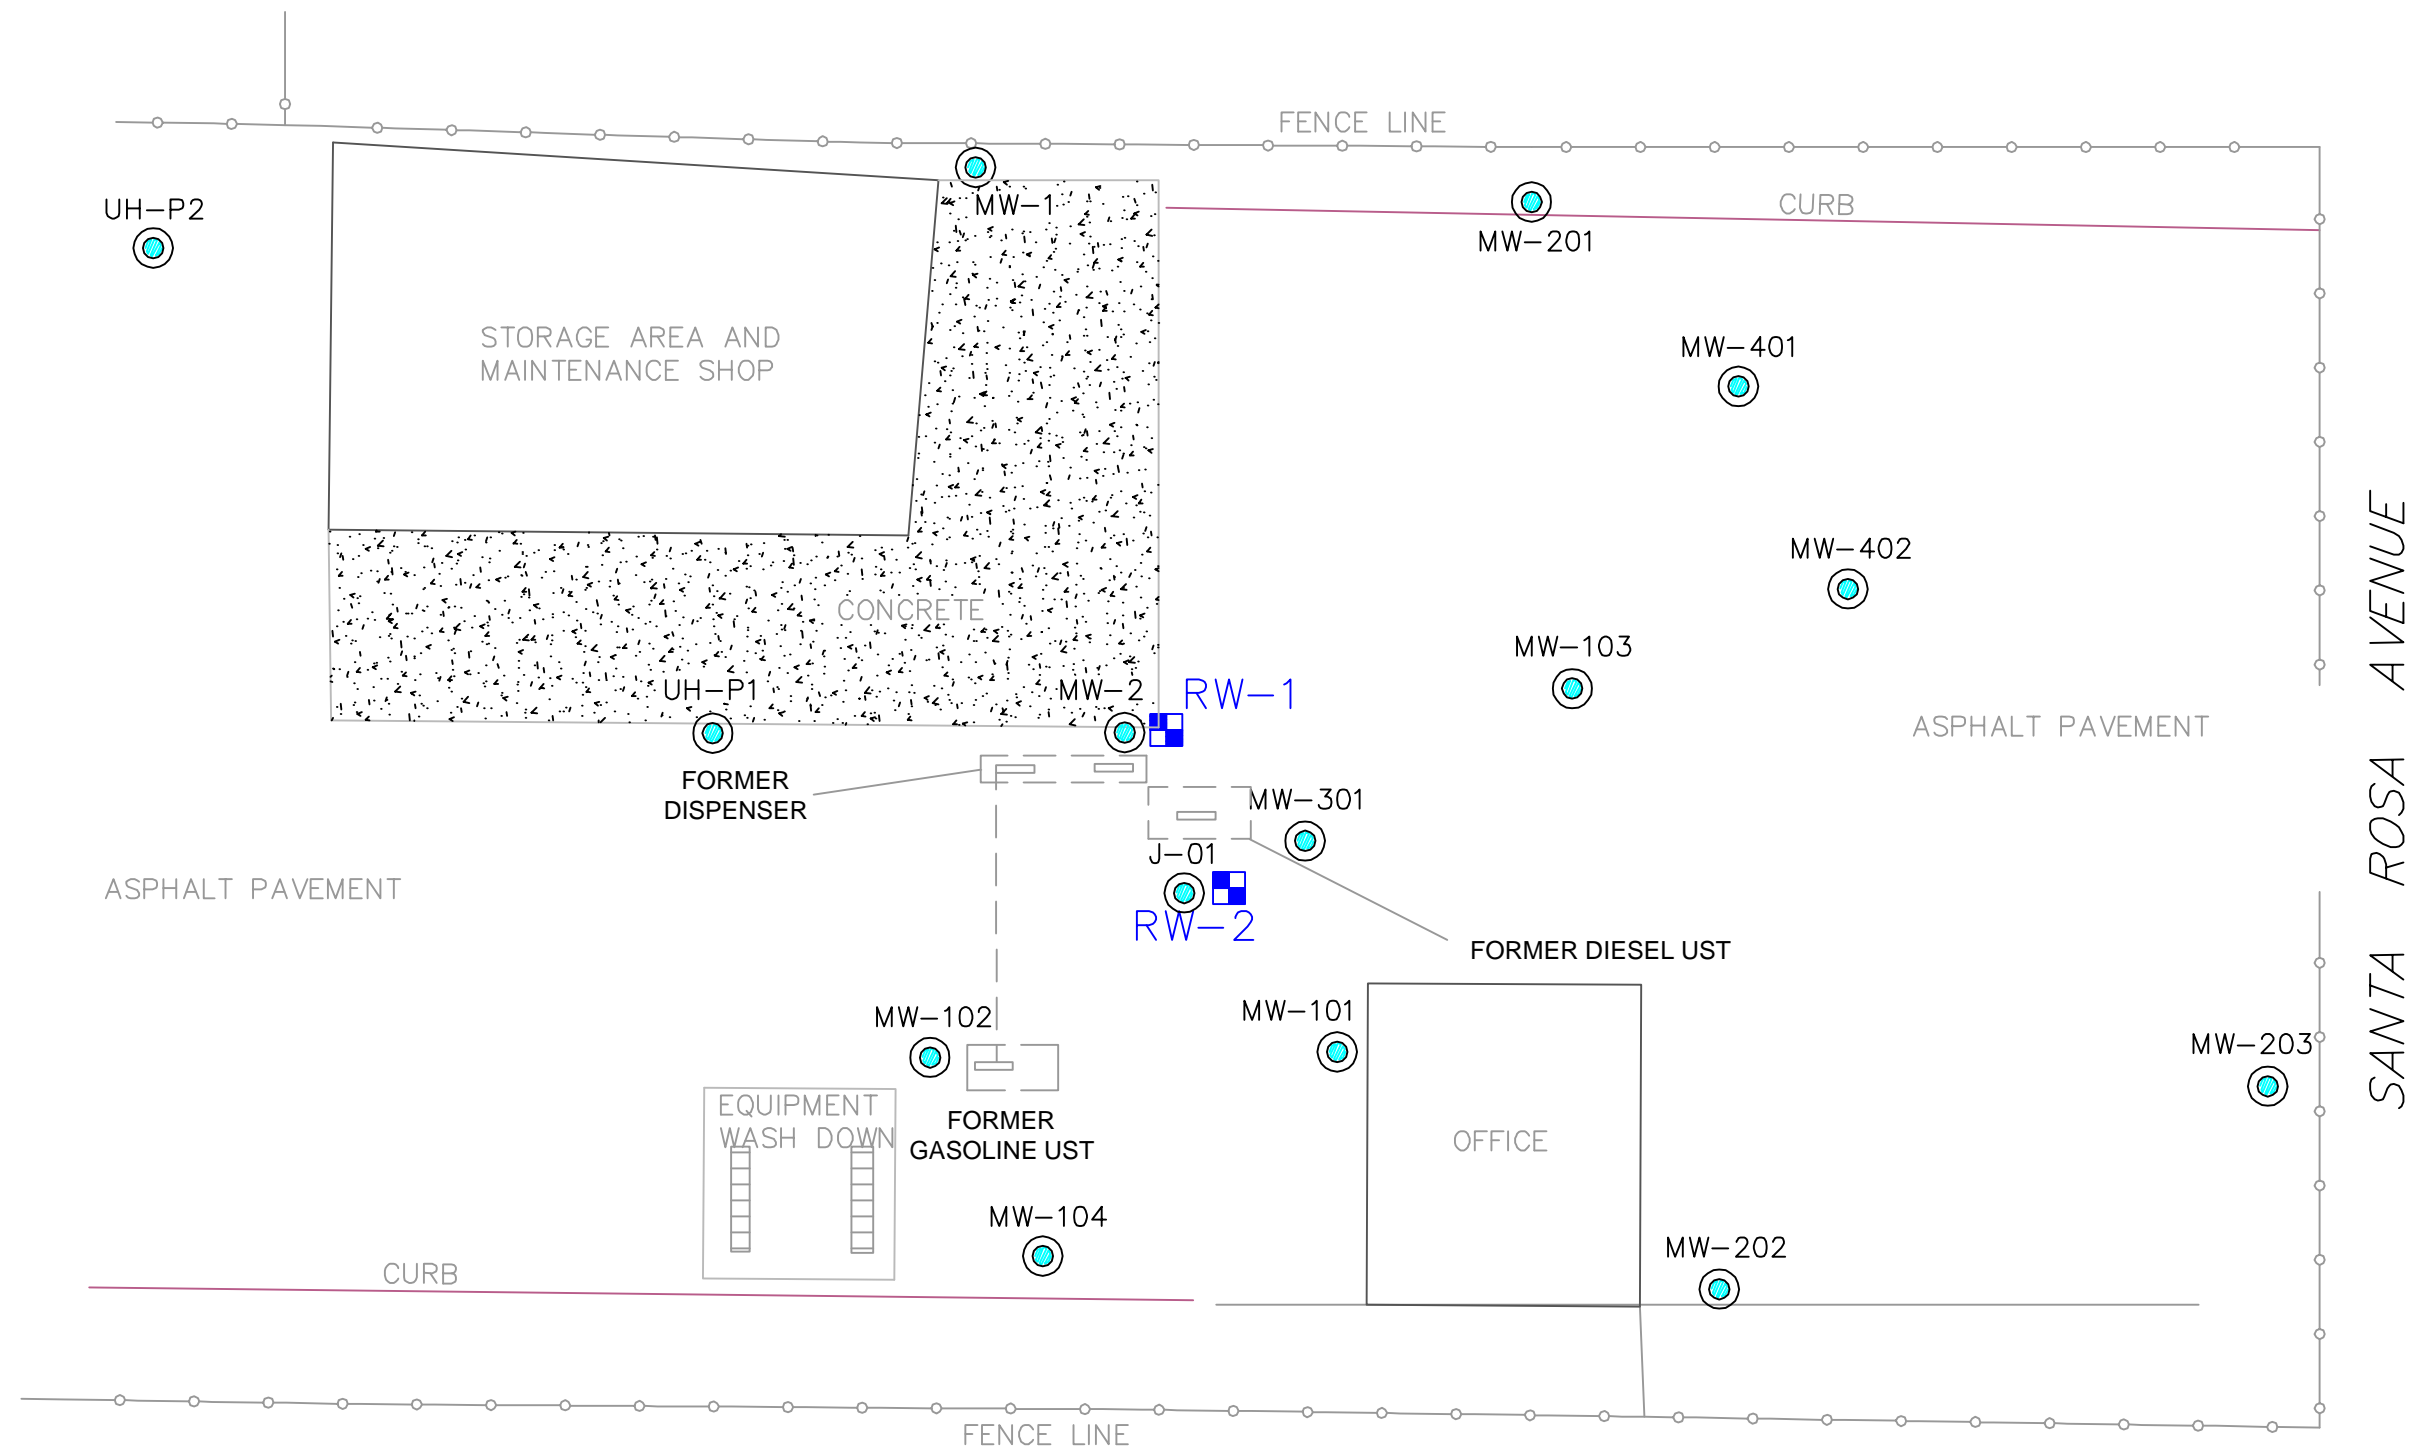 FENCE LINE
UH-P2
MW-1
CURB
MW-201
STORAGE AREA AND
MAINTENANCE SHOP
MW-401
MW-402
CONCRETE
MW-103
UH-P1
MW-2
RW-1
ASPHALT PAVEMENT
FORMER
DISPENSER
MW-301
J-01
ASPHALT PAVEMENT
RW-2
FORMER DIESEL UST
SANTA ROSA AVENUE
MW-102
MW-101
MW-203
EQUIPMENT
WASH DOWN
FORMER
GASOLINE UST
OFFICE
MW-104
MW-202
CURB
FENCE LINE